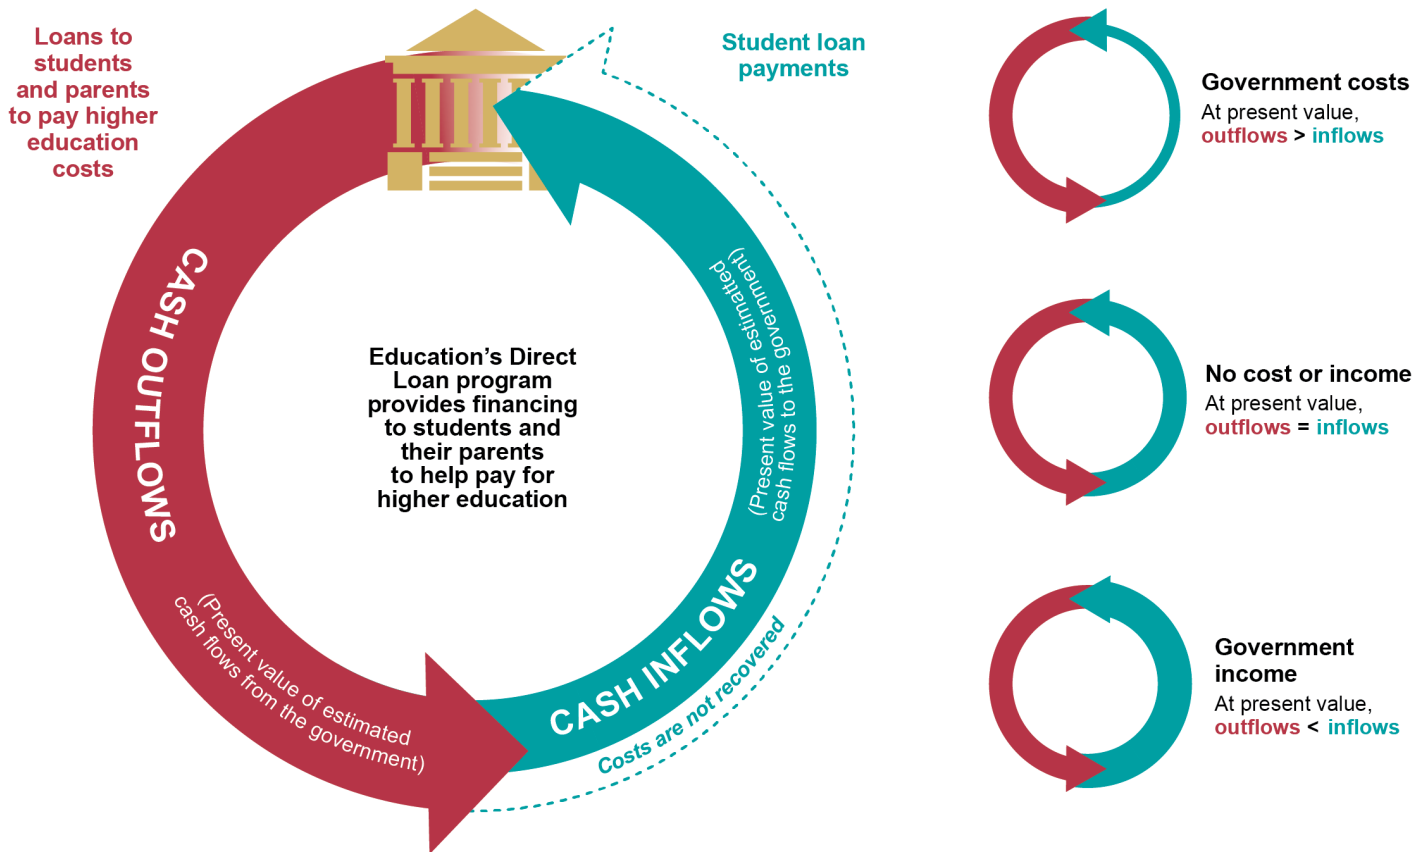 Loans to
students
and parents
to pay higher
education
costs
Student loan
payments
CASH OUTFLOWS
(Present value of estimated
cash flows from the government)
Education’s Direct
Loan program
provides financing
to students and
their parents
to help pay for
higher education
CASH INFLOWS
(Present value of estimatted
cash flows to the government)
Costs are not recovered
Government costs
At present value,
outflows > inflows
No cost or income
At present value,
outflows = inflows
Government
income
At present value,
outflows < inflows